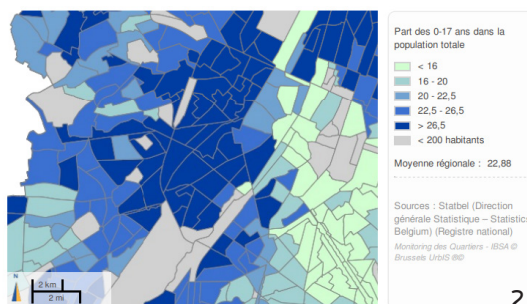 Part des 0-17 ans dans la
population totale
< 16
16 - 20
20 - 22,5
22,5 - 26,5
> 26,5
< 200 habitants
Moyenne régionale : 22,88
Sources : Statbel (Direction
générale Statistique – Statistic
Belgium) (Registre national)
Monitoring des Quartiers - IBSA ©
Brussels UrbIS ®©
N
2 km
2 mi
2